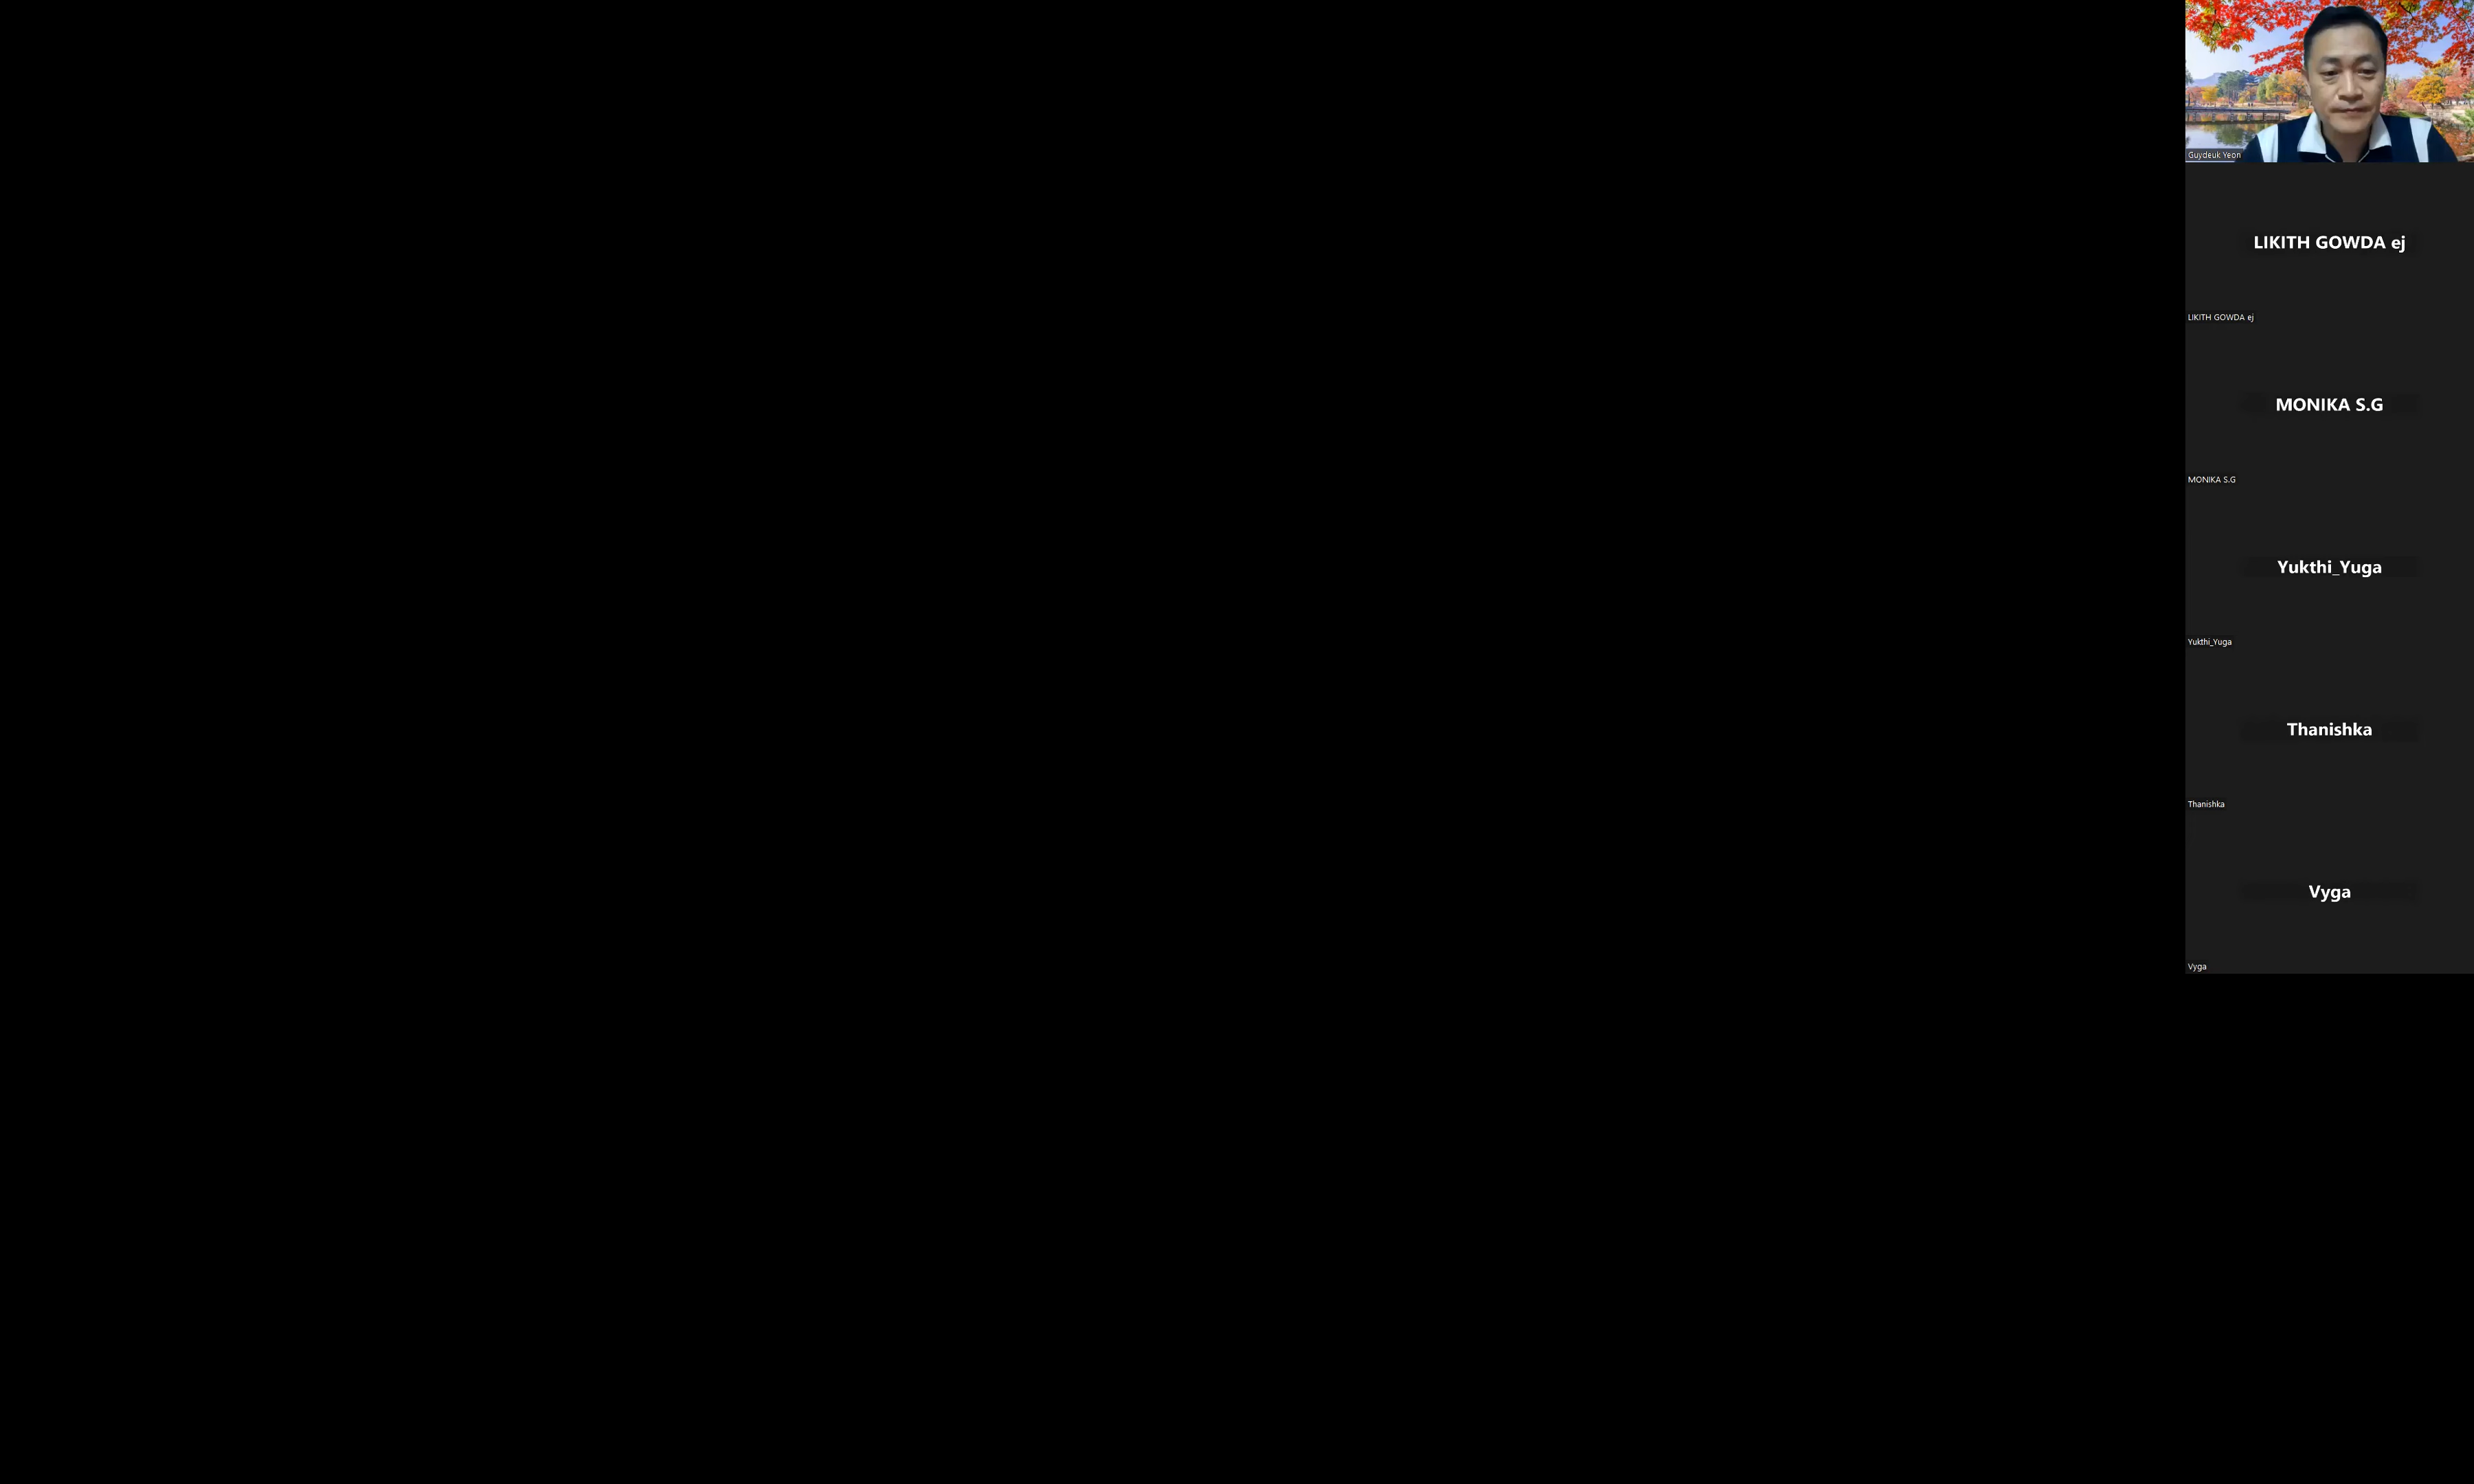 Guydeuk Yeon
LIKITH GOWDA ej
LIKITH GOWDA ej
MONIKA S.G
MONIKA S.G
Yukthi_Yuga
Yukthi_Yuga
Thanishka
Thanishka
Vyga
Vyga